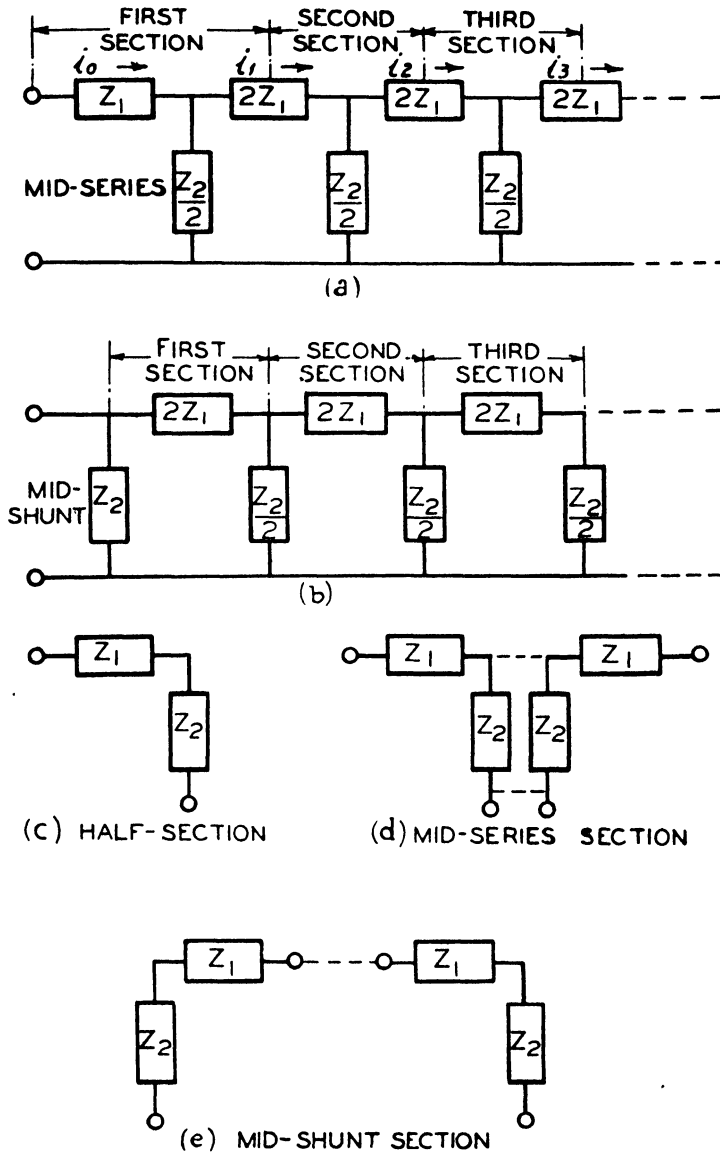 FIRST SECTION
SECOND SECTION
THIRD SECTION
i0 i1 i2 i3
Z1 2Z1 2Z1 2Z1
MID-SERIES
Z2/2 Z2/2 Z2/2
(a)
FIRST SECTION
SECOND SECTION
THIRD SECTION
2Z1 2Z1 2Z1
MID-SHUNT
Z2 Z2/2 Z2/2 Z2/2
(b)
Z1
Z2
(c) HALF-SECTION
Z1 Z1
Z2 Z2
(d) MID-SERIES SECTION
Z1 Z1
Z2 Z2
(e) MID-SHUNT SECTION